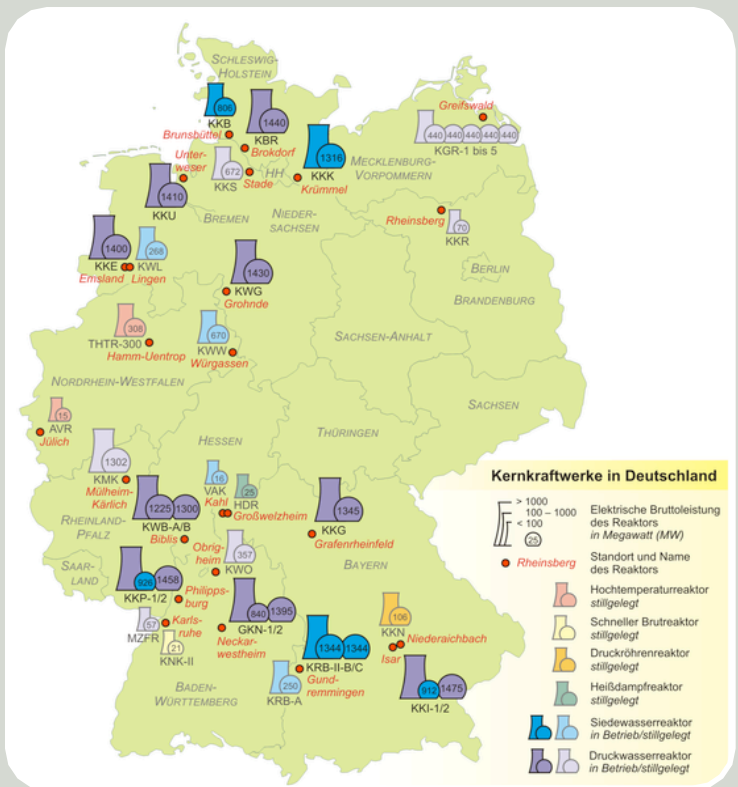 SCHLESWIG-
HOLSTEIN
806
KKB
Brunsbüttel
1440
KBR
Brokdorf
Greifswald
440 440 440 440 440
KGR-1 bis 5
Unter-
weser
672
KKS
Stade
HH
1316
KKK
Krümmel
MECKLENBURG-
VORPOMMERN
1410
KKU
BREMEN
NIEDER-
SACHSEN
Rheinsberg
70
KKR
1400
KKE
Emsland
268
KWL
Lingen
1430
KWG
Grohnde
BERLIN
BRANDENBURG
308
THTR-300
Hamm-Uentrop
670
KWW
Würgassen
SACHSEN-ANHALT
NORDRHEIN-WESTFALEN
SACHSEN
15
AVR
Jülich
HESSEN
THÜRINGEN
1302
KMK
Mülheim-
Kärlich
16
VAK
Kahl
25
HDR
Großwelzheim
1225 1300
KWB-A/B
Biblis
1345
KKG
Grafenrheinfeld
RHEINLAND-
PFALZ
Obrig-
heim
357
KWO
BAYERN
SAAR-
LAND
926 1458
KKP-1/2
Philipps-
burg
57
MZFR
Karls-
ruhe
21
KNK-II
840 1395
GKN-1/2
Neckar-
westheim
106
KKN
Niederaichbach
Isar
1344 1344
KRB-II-B/C
Gund-
remmingen
250
KRB-A
912 1475
KKI-1/2
BADEN-
WÜRTTEMBERG
Kernkraftwerke in Deutschland
> 1000
100 – 1000
< 100
25
Elektrische Bruttoleistung
des Reaktors
in Megawatt (MW)
Rheinsberg
Standort und Name
des Reaktors
Hochtemperaturreaktor
stillgelegt
Schneller Brutreaktor
stillgelegt
Druckröhrenreaktor
stillgelegt
Heißdampfreaktor
stillgelegt
Siedewasserreaktor
in Betrieb/stillgelegt
Druckwasserreaktor
in Betrieb/stillgelegt